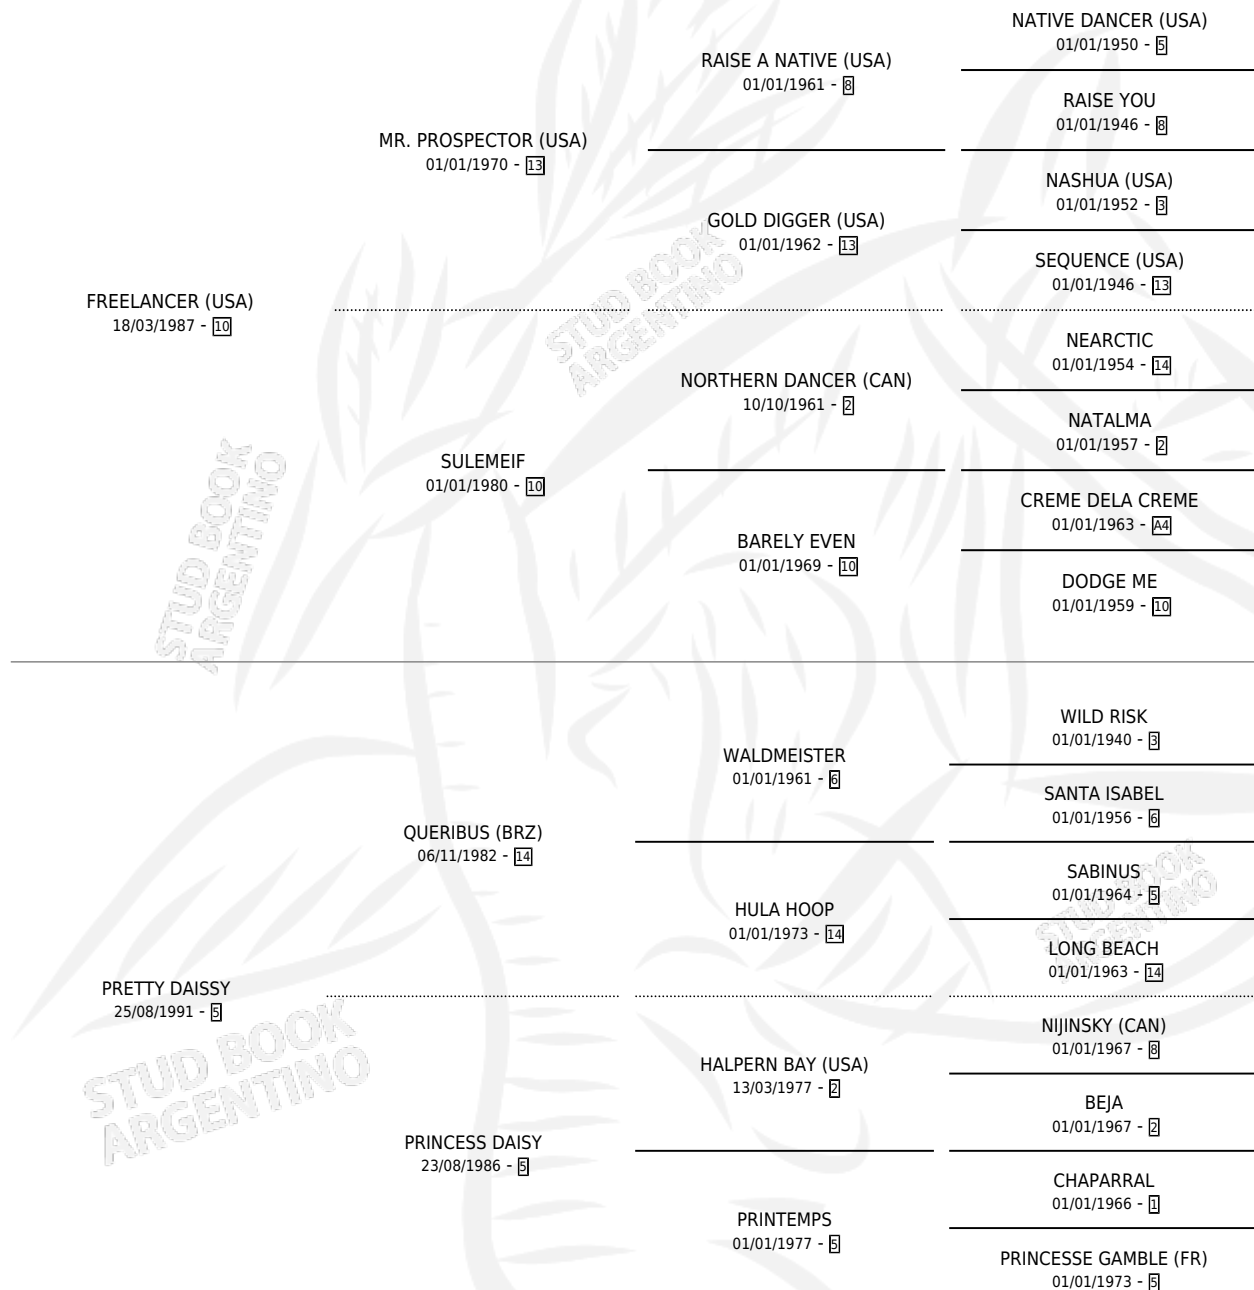 NATIVE DANCER (USA)
01/01/1950 - 5
RAISE A NATIVE (USA)
01/01/1961 - 8
RAISE YOU
01/01/1946 - 8
MR. PROSPECTOR (USA)
01/01/1970 - 13
NASHUA (USA)
01/01/1952 - 3
GOLD DIGGER (USA)
01/01/1962 - 13
SEQUENCE (USA)
01/01/1946 - 13
FREELANCER (USA)
18/03/1987 - 10
STUD BOOK
ARGENTINO
NEARCTIC
01/01/1954 - 14
NORTHERN DANCER (CAN)
10/10/1961 - 2
NATALMA
01/01/1957 - 2
SULEMEIF
01/01/1980 - 10
CREME DELA CREME
01/01/1963 - A4
BARELY EVEN
01/01/1969 - 10
DODGE ME
01/01/1959 - 10
STUD BOOK
ARGENTINO
WILD RISK
01/01/1940 - 3
WALDMEISTER
01/01/1961 - 6
SANTA ISABEL
01/01/1956 - 6
QUERIBUS (BRZ)
06/11/1982 - 14
SABINUS
01/01/1964 - 5
HULA HOOP
01/01/1973 - 14
STUD BOOK
ARGENTINO
LONG BEACH
01/01/1963 - 14
PRETTY DAISSY
25/08/1991 - 5
STUD BOOK
ARGENTINO
NIJINSKY (CAN)
01/01/1967 - 8
HALPERN BAY (USA)
13/03/1977 - 2
BEJA
01/01/1967 - 2
PRINCESS DAISY
23/08/1986 - 5
CHAPARRAL
01/01/1966 - 1
PRINTEMPS
01/01/1977 - 5
PRINCESSE GAMBLE (FR)
01/01/1973 - 5